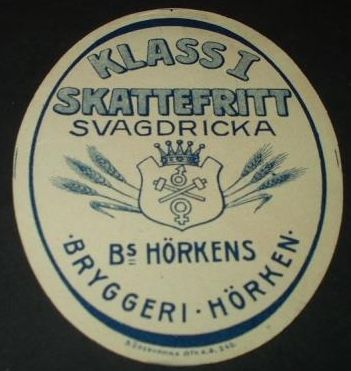 KLASS I
SKATTEFRITT
SVAGDRICKA
Bs HÖRKENS
· BRYGGERI · HÖRKEN ·